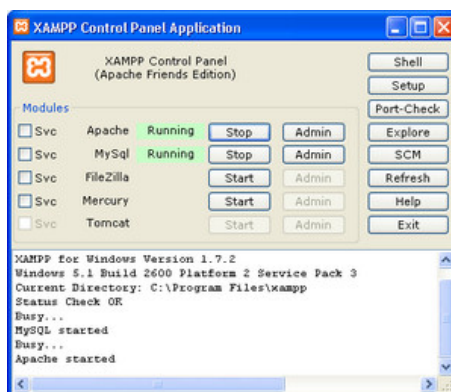 XAMPP Control Panel Application
XAMPP Control Panel
(Apache Friends Edition)
Shell
Setup
Modules
Port-Check
Svc Apache Running Stop Admin Explore
Svc MySql Running Stop Admin SCM
Svc FileZilla Start Admin Refresh
Svc Mercury Start Admin Help
Svc Tomcat Start Admin Exit
XAMPP for Windows Version 1.7.2
Windows 5.1 Build 2600 Platform 2 Service Pack 3
Current Directory: C:\Program Files\xampp
Status Check OK
Busy...
MySQL started
Busy...
Apache started